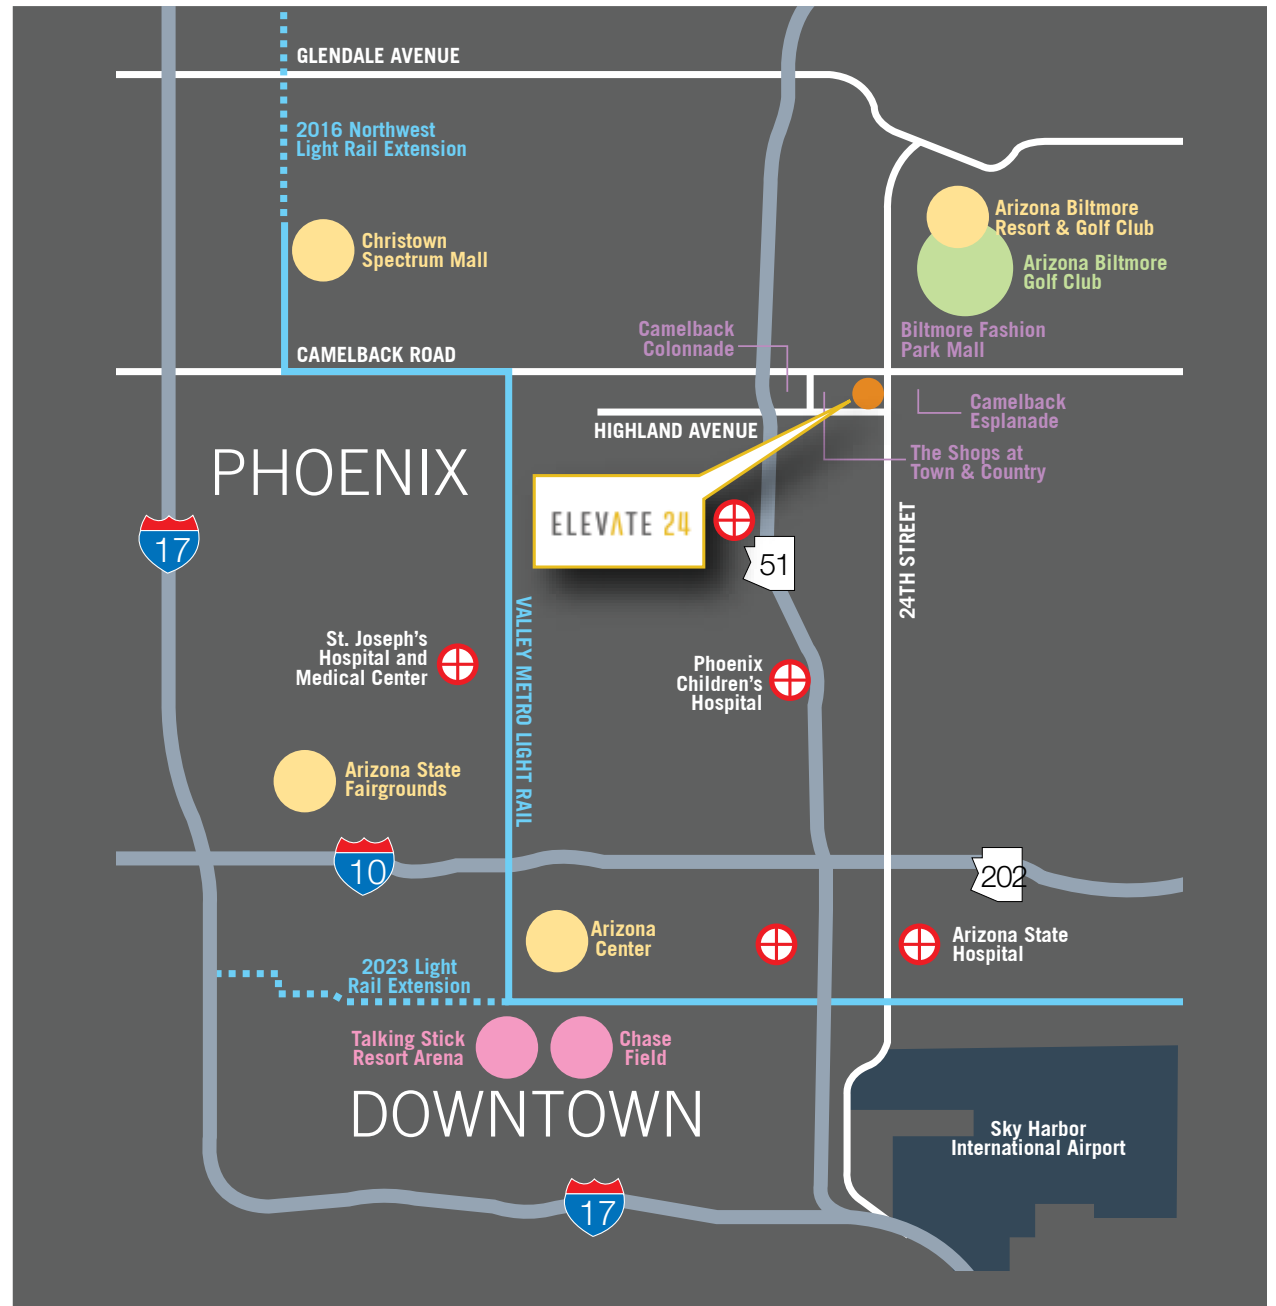 GLENDALE AVENUE
2016 Northwest
Light Rail Extension
Arizona Biltmore
Resort & Golf Club
Christown
Spectrum Mall
Arizona Biltmore
Golf Club
Camelback
Colonnade
Biltmore Fashion
Park Mall
CAMELBACK ROAD
Camelback
Esplanade
HIGHLAND AVENUE
The Shops at
Town & Country
PHOENIX
ELEVATE 24
17
51
24TH STREET
VALLEY METRO LIGHT RAIL
St. Joseph's
Hospital and
Medical Center
Phoenix
Children's
Hospital
Arizona State
Fairgrounds
10
202
Arizona
Center
Arizona State
Hospital
2023 Light
Rail Extension
Talking Stick
Resort Arena
Chase
Field
DOWNTOWN
Sky Harbor
International Airport
17